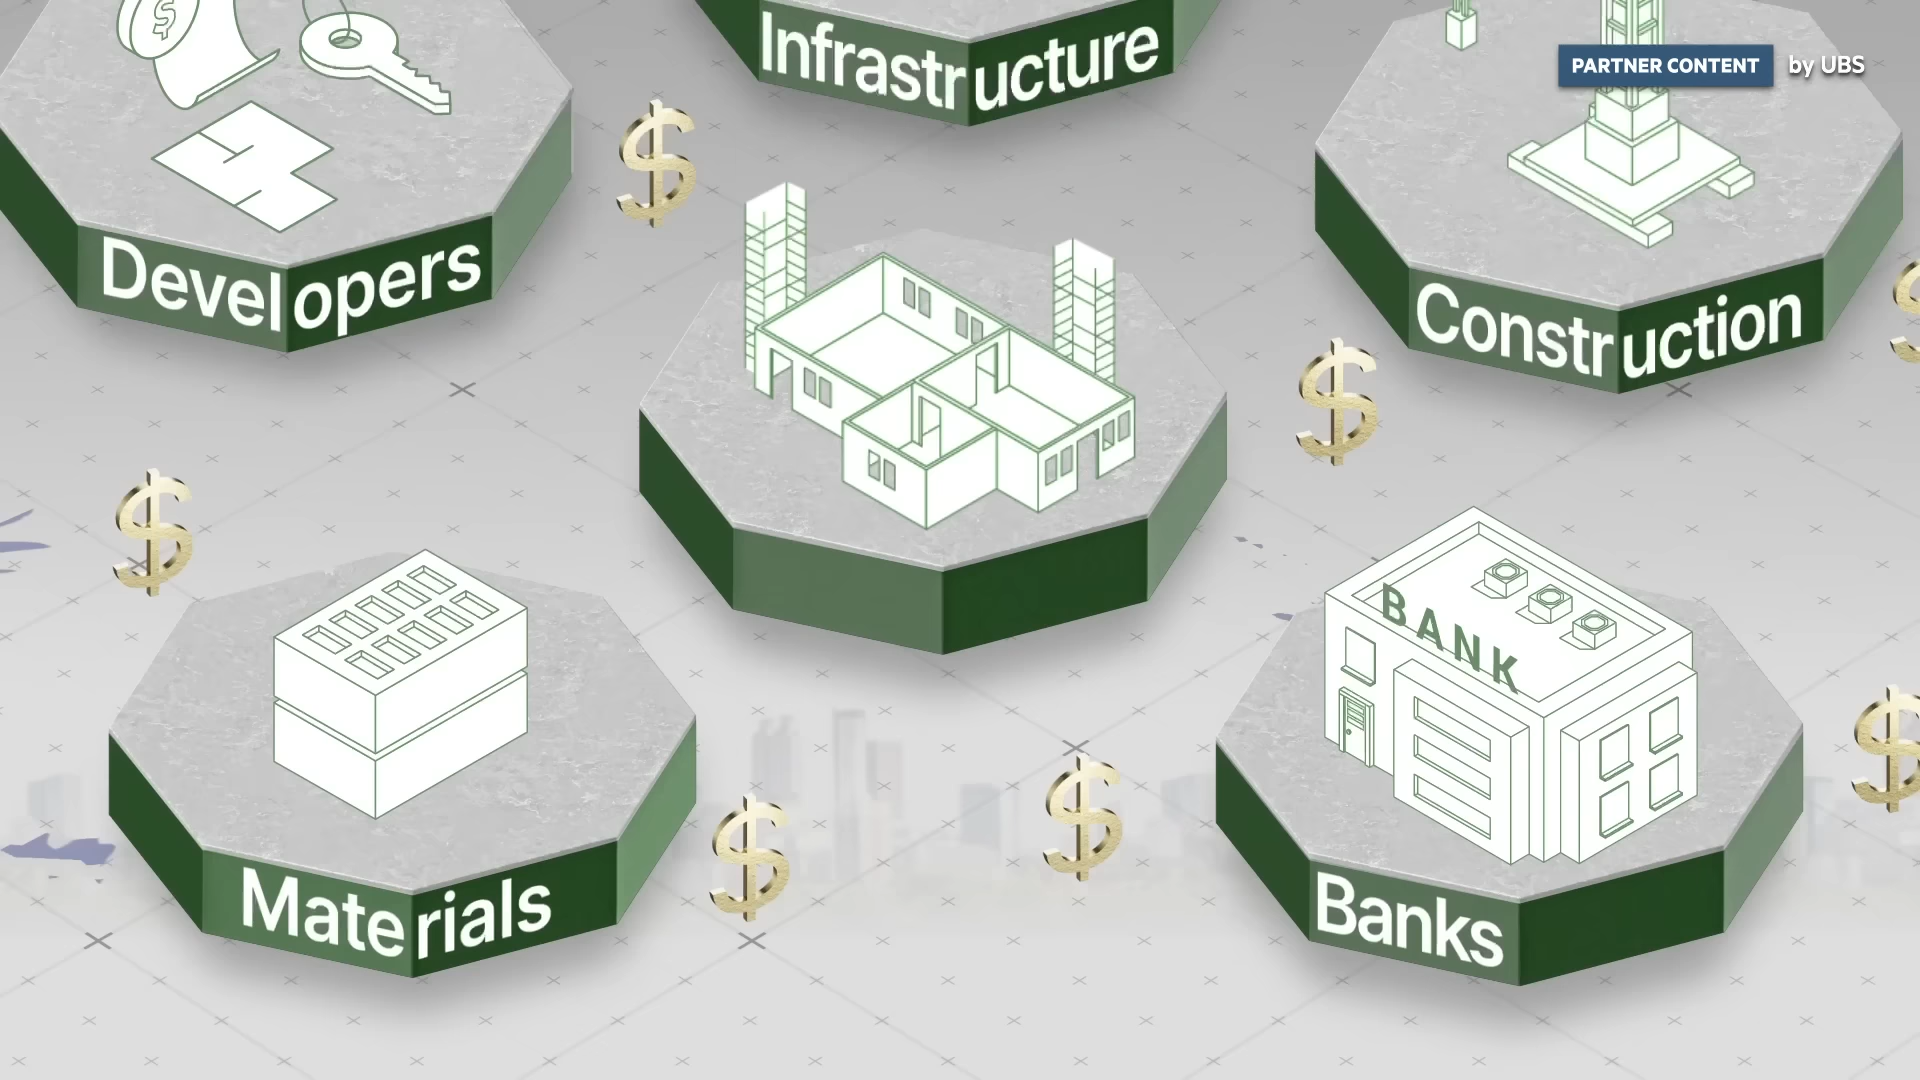 Infrastructure
PARTNER CONTENT by UBS
$
Developers
Construction
BANK
Materials
Banks